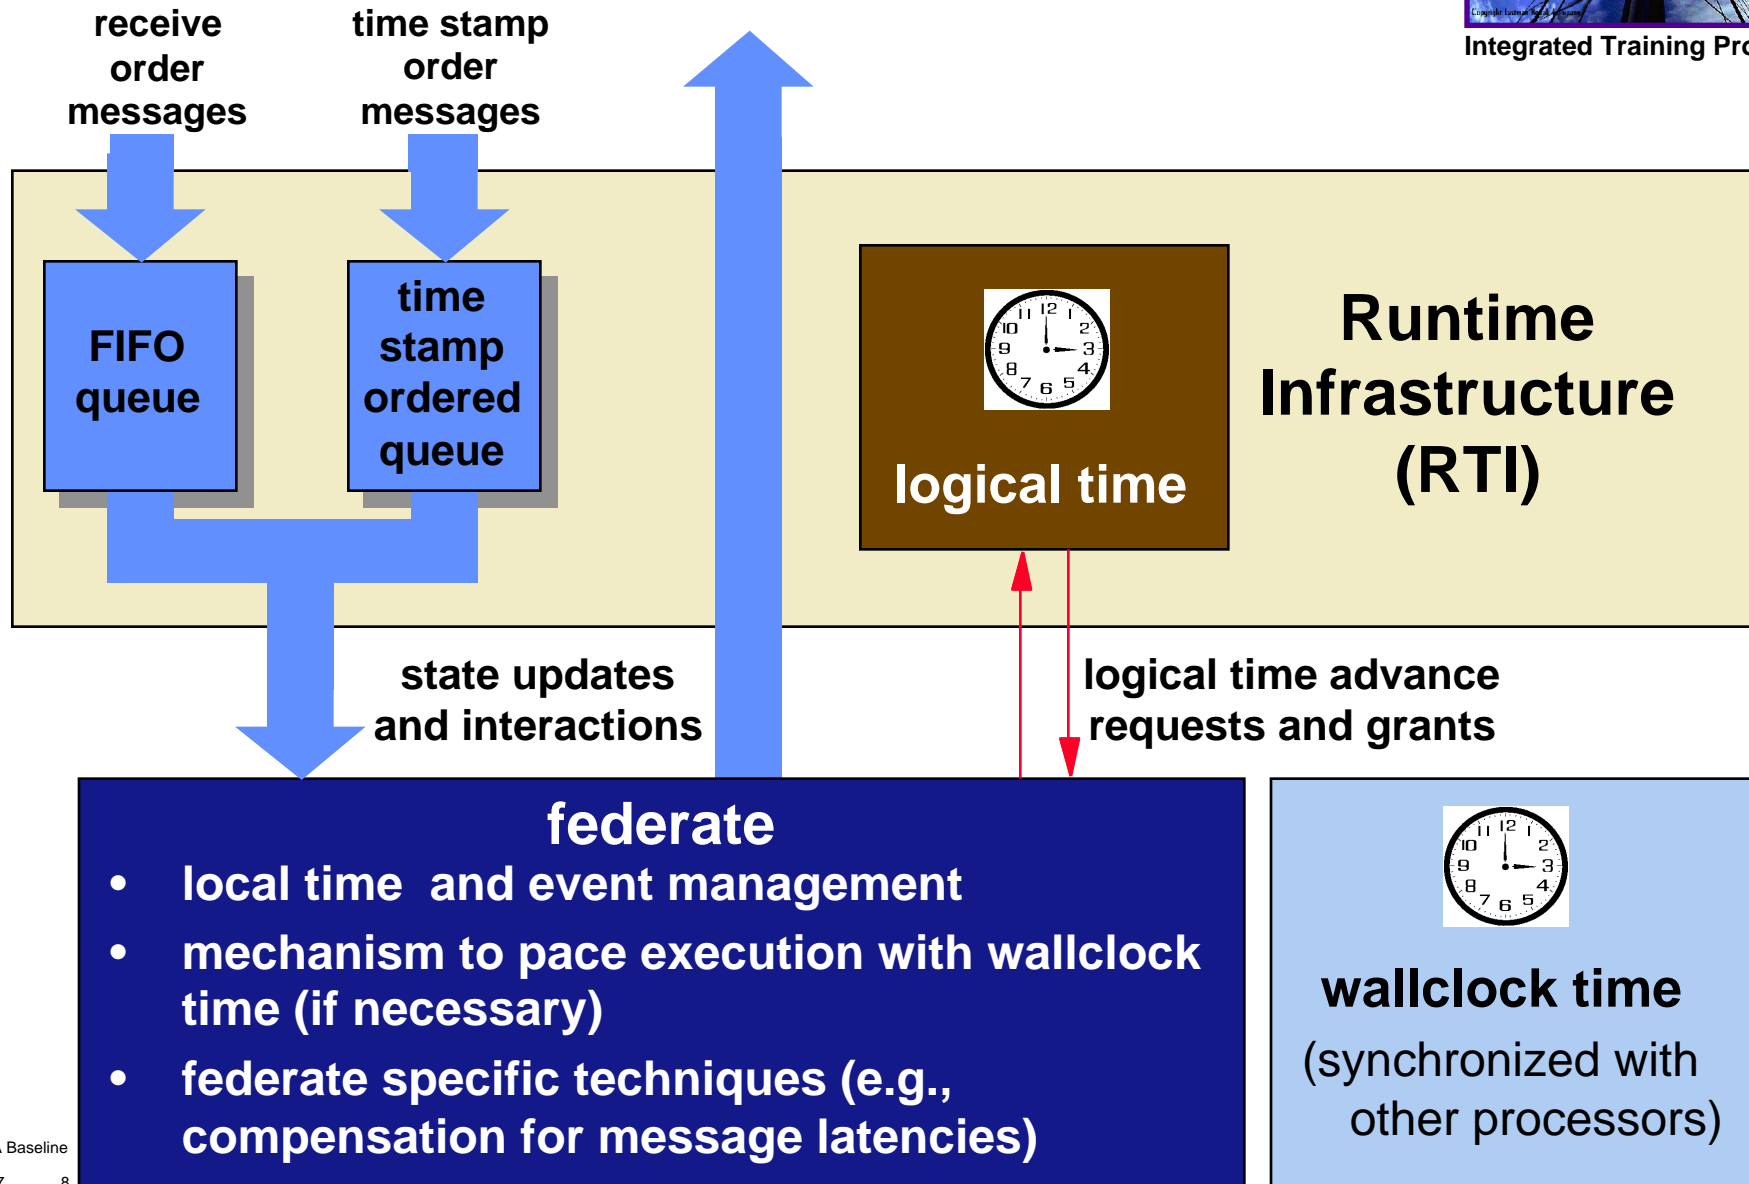 receive
order
messages
time stamp
order
messages
Integrated Training Pro
FIFO
queue
time
stamp
ordered
queue
logical time
Runtime
Infrastructure
(RTI)
state updates
and interactions
logical time advance
requests and grants
federate
• local time and event management
• mechanism to pace execution with wallclock
time (if necessary)
• federate specific techniques (e.g.,
compensation for message latencies)
wallclock time
(synchronized with
other processors)
Baseline
8